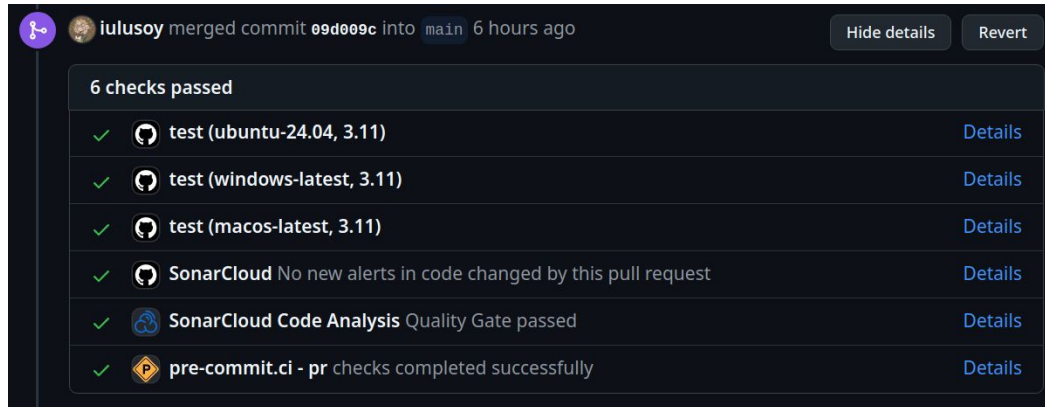 iulusoy merged commit 09d009c into main 6 hours ago Hide details Revert
6 checks passed
test (ubuntu-24.04, 3.11) Details
test (windows-latest, 3.11) Details
test (macos-latest, 3.11) Details
SonarCloud No new alerts in code changed by this pull request Details
SonarCloud Code Analysis Quality Gate passed Details
P pre-commit.ci - pr checks completed successfully Details